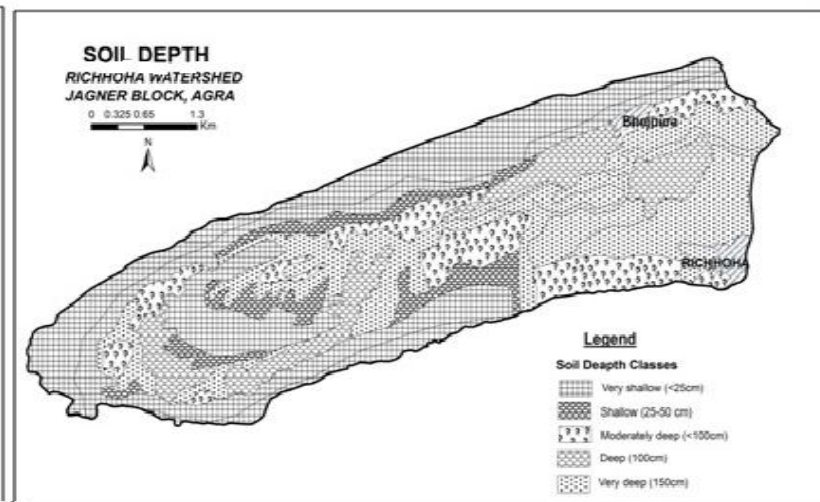 SOIL DEPTH
RICHHOHA WATERSHED
JAGNER BLOCK, AGRA
0 0.325 0.65 1.3
Km
N
Bhojpura
RICHHOHA
Legend
Soil Deapth Classes
Very shallow (<25cm)
Shallow (25-50 cm)
Moderately deep (<100cm)
Deep (100cm)
Very deep (150cm)